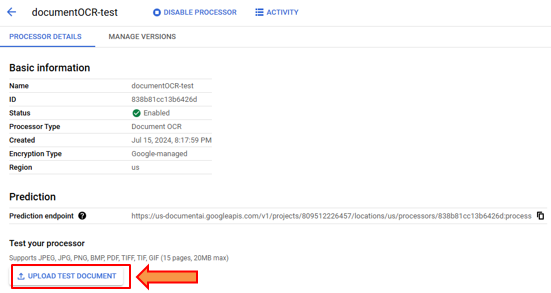 documentOCR-test DISABLE PROCESSOR ACTIVITY
PROCESSOR DETAILS MANAGE VERSIONS
Basic information
Name documentOCR-test
ID 838b81cc13b6426d
Status Enabled
Processor Type Document OCR
Created Jul 15, 2024, 8:17:59 PM
Encryption Type Google-managed
Region us
Prediction
Prediction endpoint ? https://us-documentai.googleapis.com/v1/projects/809512226457/locations/us/processors/838b81cc13b6426d:process
Test your processor
Supports JPEG, JPG, PNG, BMP, PDF, TIFF, TIF, GIF (15 pages, 20MB max)
UPLOAD TEST DOCUMENT